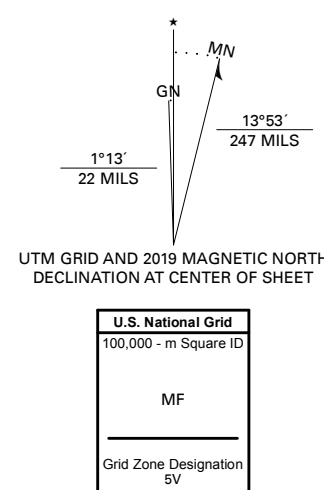 ★
MN
GN
13°53´
247 MILS
1°13´
22 MILS
UTM GRID AND 2019 MAGNETIC NORTH
DECLINATION AT CENTER OF SHEET
U.S. National Grid
100,000 - m Square ID
MF
Grid Zone Designation
5V